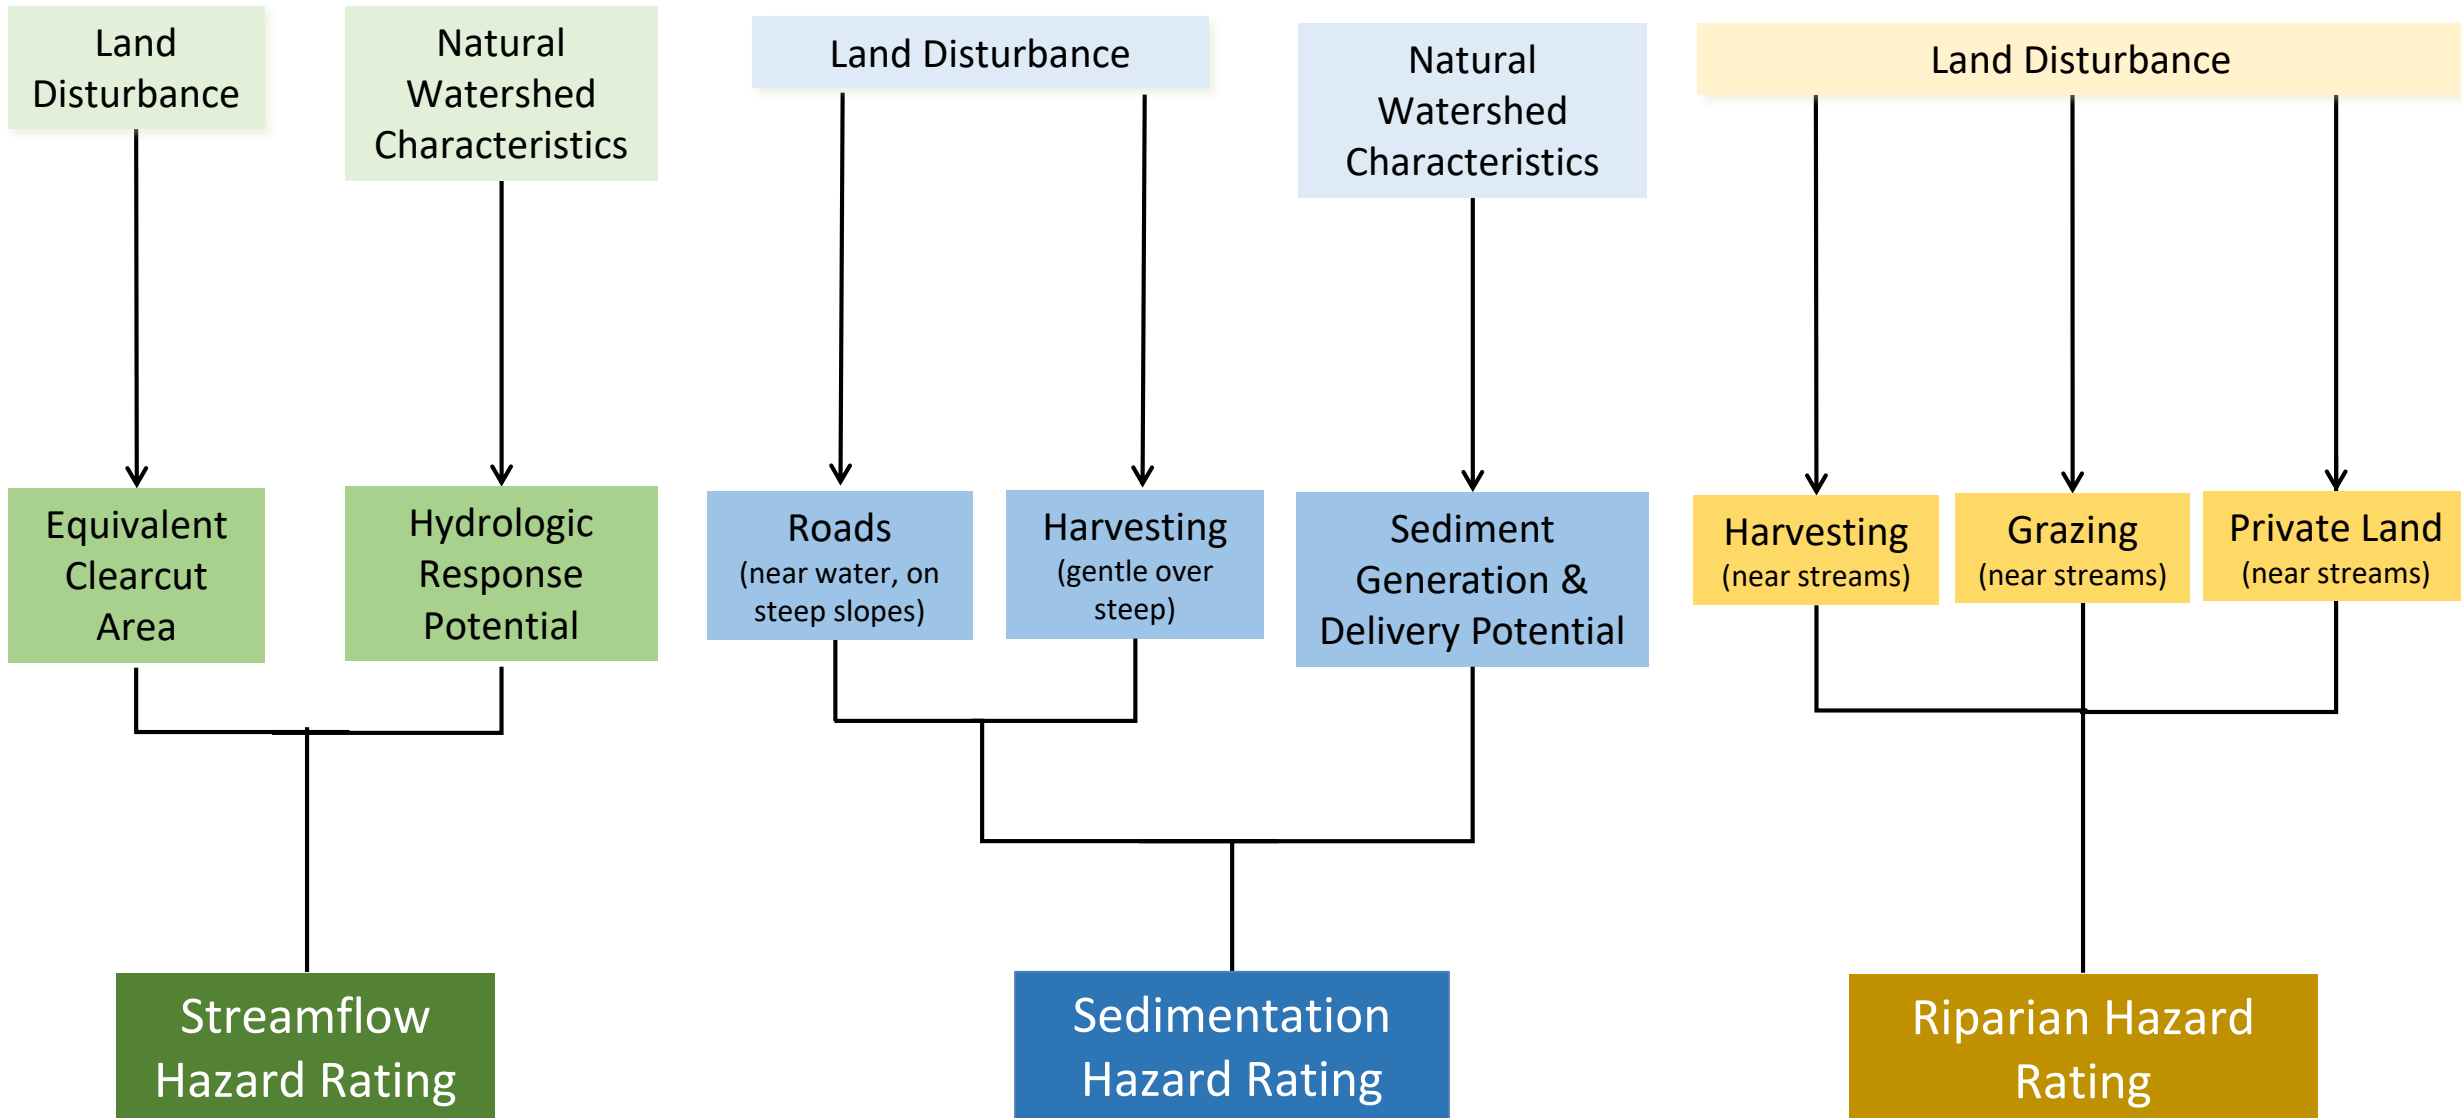 Land
Disturbance
Natural
Watershed
Characteristics
Land Disturbance
Natural
Watershed
Characteristics
Land Disturbance
Equivalent
Clearcut
Area
Hydrologic
Response
Potential
Roads
(near water, on
steep slopes)
Harvesting
(gentle over
steep)
Sediment
Generation &
Delivery Potential
Harvesting
(near streams)
Grazing
(near streams)
Private Land
(near streams)
Streamflow
Hazard Rating
Sedimentation
Hazard Rating
Riparian Hazard
Rating